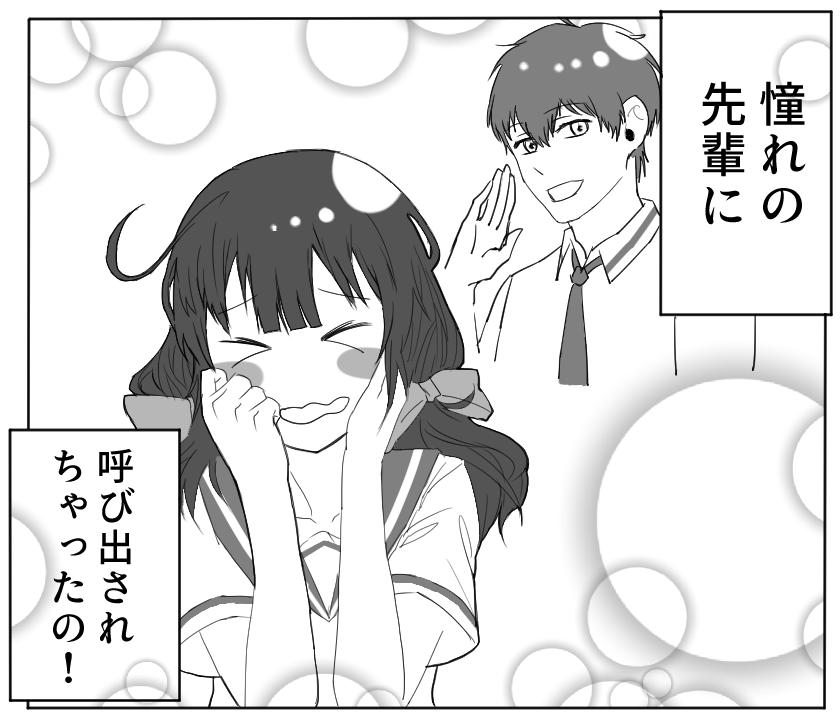 憧れの
先輩に
呼び出され
ちゃったの！